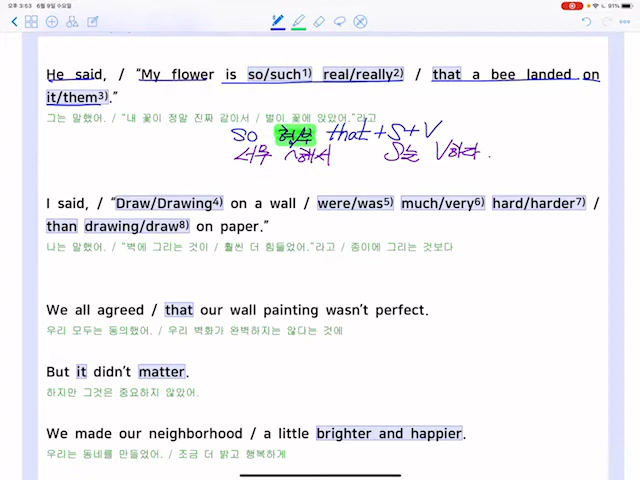 오후 3:53 6월 9일 수요일
91%
He said, / “My flower is so/such1) real/really2) / that a bee landed on
it/them3).”
그는 말했어. / “내 꽃이 정말 진짜 같아서 / 벌이 꽃에 앉았어.”라고
so 형/부 that + S + V
너무 ~해서 S는 V하다.
I said, / “Draw/Drawing4) on a wall / were/was5) much/very6) hard/harder7) /
than drawing/draw8) on paper.”
나는 말했어. / “벽에 그리는 것이 / 훨씬 더 힘들었어.”라고 / 종이에 그리는 것보다
We all agreed / that our wall painting wasn’t perfect.
우리 모두는 동의했어. / 우리 벽화가 완벽하지는 않다는 것에
But it didn’t matter.
하지만 그것은 중요하지 않았어.
We made our neighborhood / a little brighter and happier.
우리는 동네를 만들었어. / 조금 더 밝고 행복하게